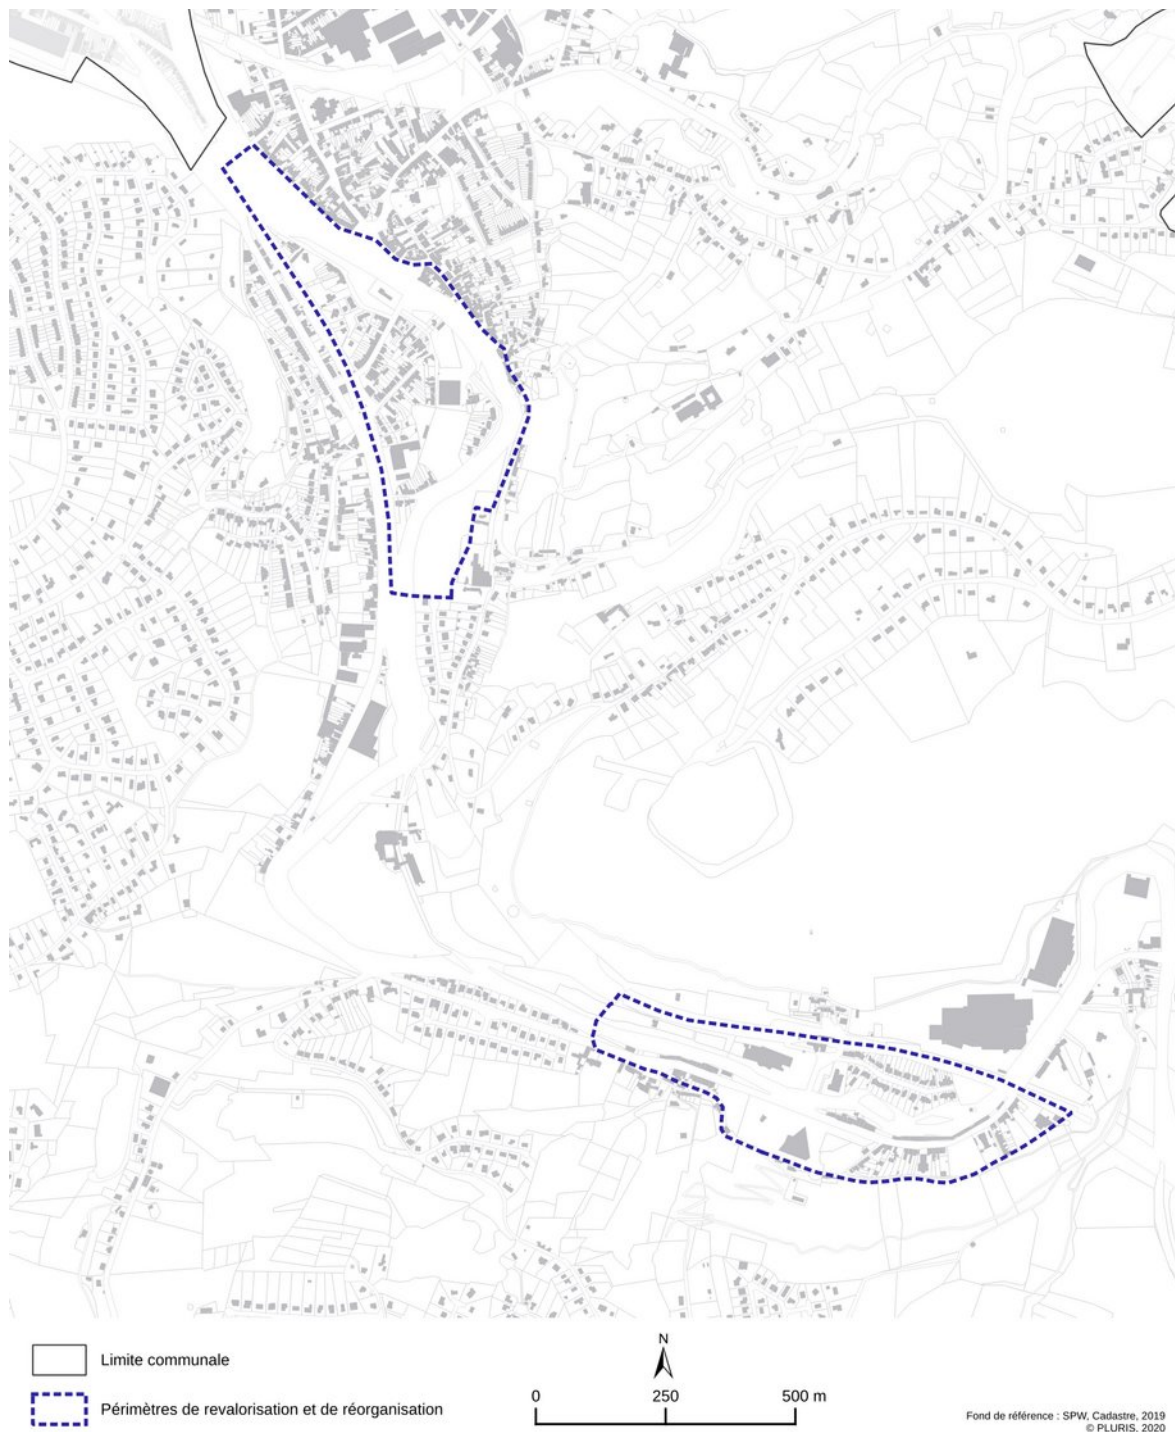 Limite communale
Périmètres de revalorisation et de réorganisation
N
0 250 500 m
Fond de référence : SPW, Cadastre, 2019
© PLURIS, 2020